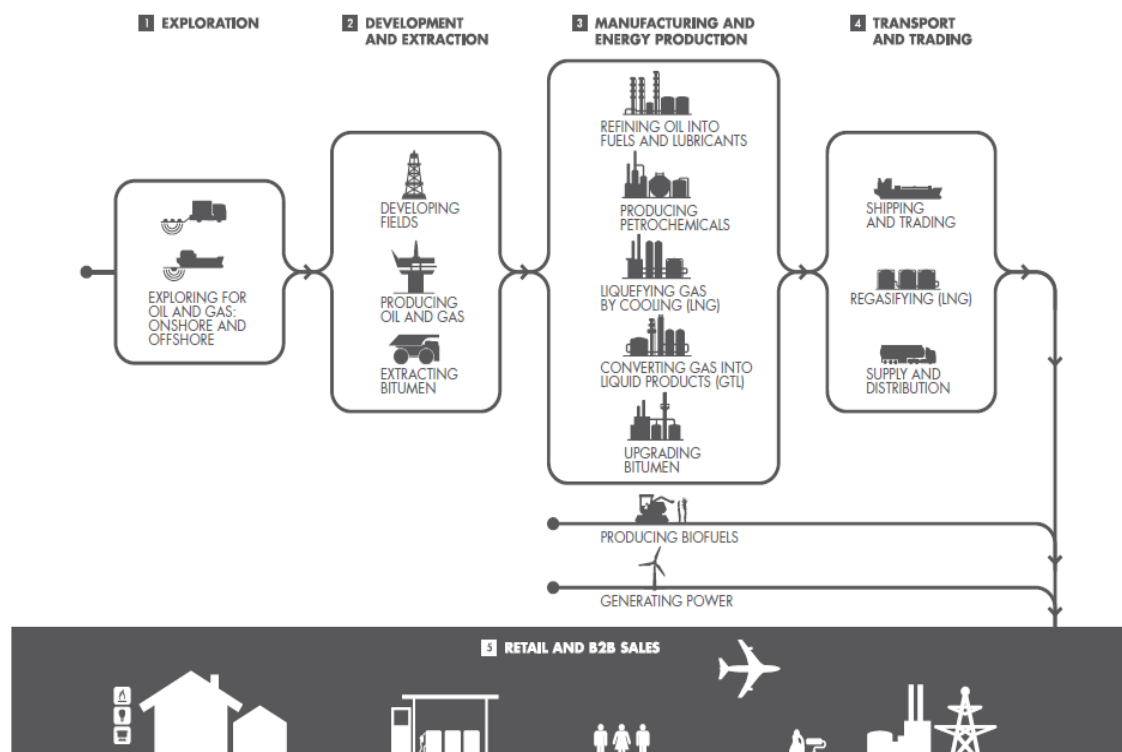 1 EXPLORATION
2 DEVELOPMENT
AND EXTRACTION
3 MANUFACTURING AND
ENERGY PRODUCTION
4 TRANSPORT
AND TRADING
EXPLORING FOR
OIL AND GAS:
ONSHORE AND
OFFSHORE
DEVELOPING
FIELDS
PRODUCING
OIL AND GAS
EXTRACTING
BITUMEN
REFINING OIL INTO
FUELS AND LUBRICANTS
PRODUCING
PETROCHEMICALS
LIQUEFYING GAS
BY COOLING (LNG)
CONVERTING GAS INTO
LIQUID PRODUCTS (GTL)
UPGRADING
BITUMEN
SHIPPING
AND TRADING
REGASIFYING (LNG)
SUPPLY AND
DISTRIBUTION
PRODUCING BIOFUELS
GENERATING POWER
5 RETAIL AND B2B SALES